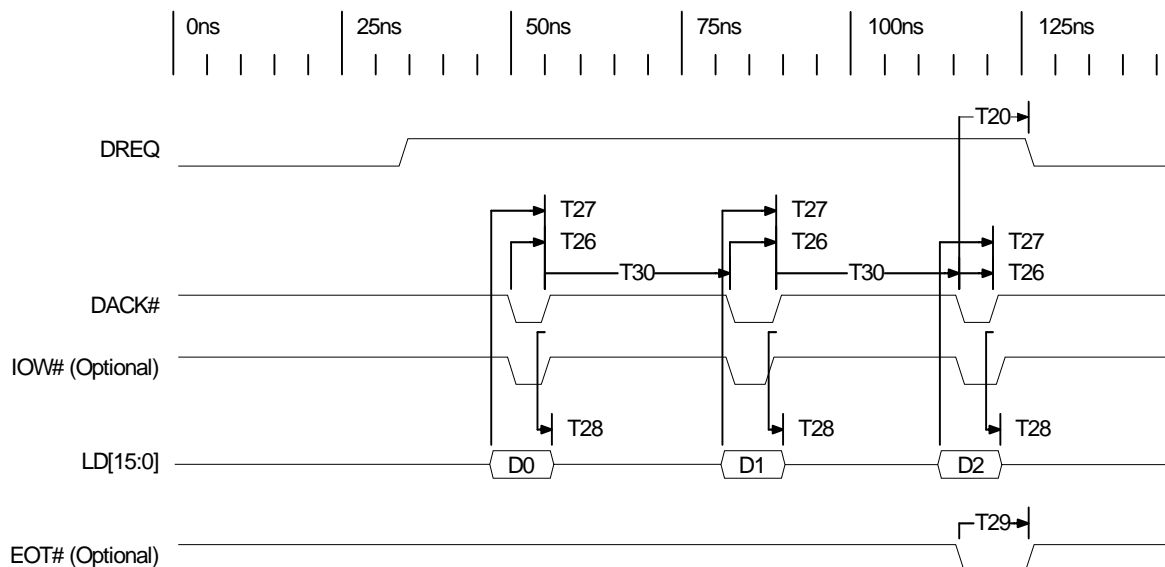 0ns 25ns 50ns 75ns 100ns 125ns
T20
DREQ
T27 T27 T27
T26 T26 T26
T30 T30
DACK#
IOW# (Optional)
T28 T28 T28
LD[15:0] D0 D1 D2
T29
EOT# (Optional)